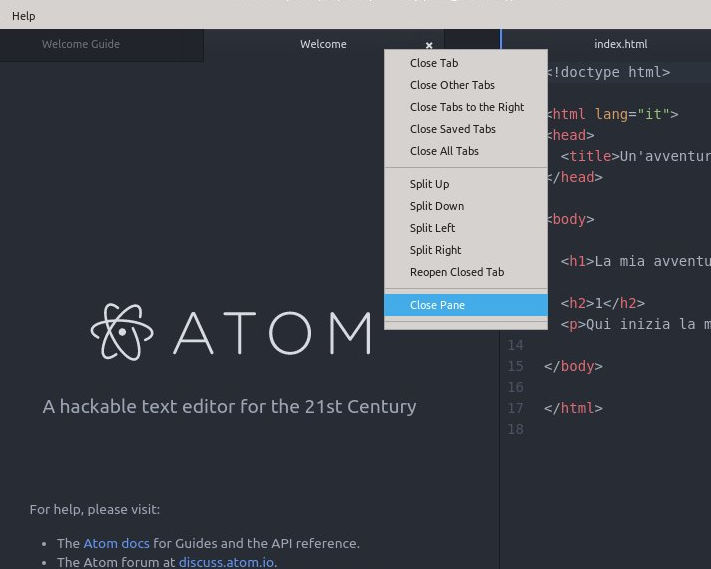 Help
Welcome Guide
Welcome
index.html
Close Tab
Close Other Tabs
Close Tabs to the Right
Close Saved Tabs
Close All Tabs
Split Up
Split Down
Split Left
Split Right
Reopen Closed Tab
Close Pane
ATOM
A hackable text editor for the 21st Century
For help, please visit:
• The Atom docs for Guides and the API reference.
• The Atom forum at discuss.atom.io.
<!doctype html>
<html lang="it">
<head>
<title>Un'avventur
</head>
<body>
<h1>La mia avventu
<h2>1</h2>
<p>Qui inizia la m
14
15 </body>
16
17 </html>
18